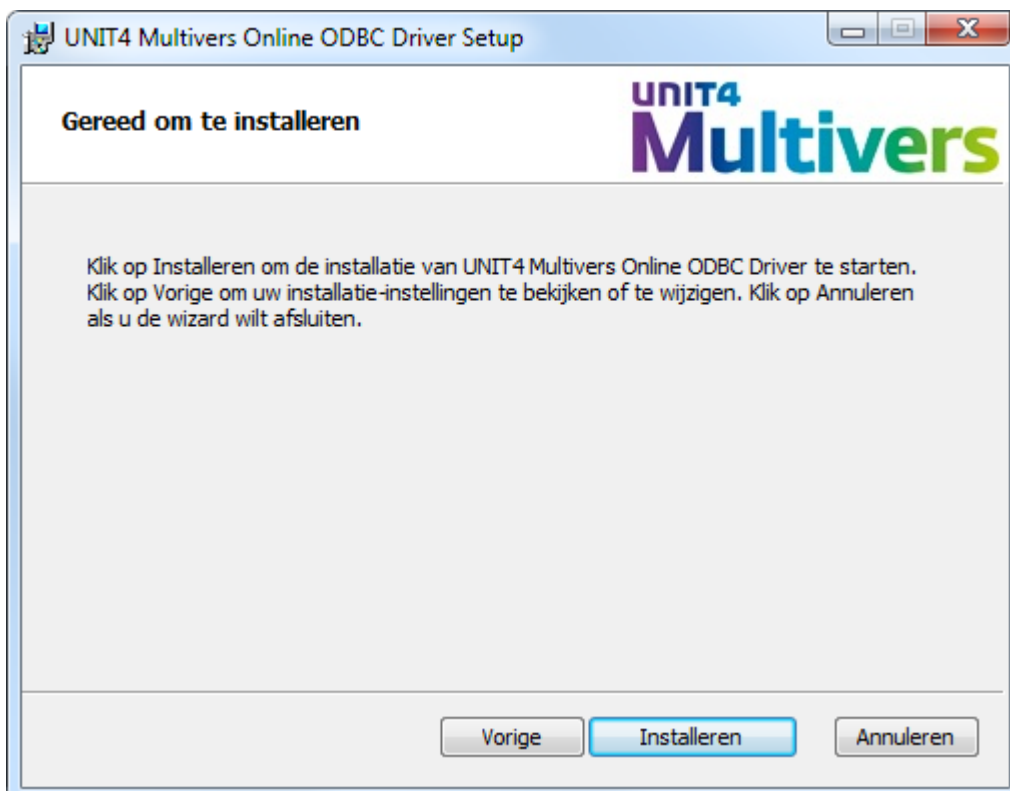 UNIT4 Multivers Online ODBC Driver Setup
Gereed om te installeren
UNIT4
Multivers
Klik op Installeren om de installatie van UNIT4 Multivers Online ODBC Driver te starten.
Klik op Vorige om uw installatie-instellingen te bekijken of te wijzigen. Klik op Annuleren
als u de wizard wilt afsluiten.
Vorige
Installeren
Annuleren